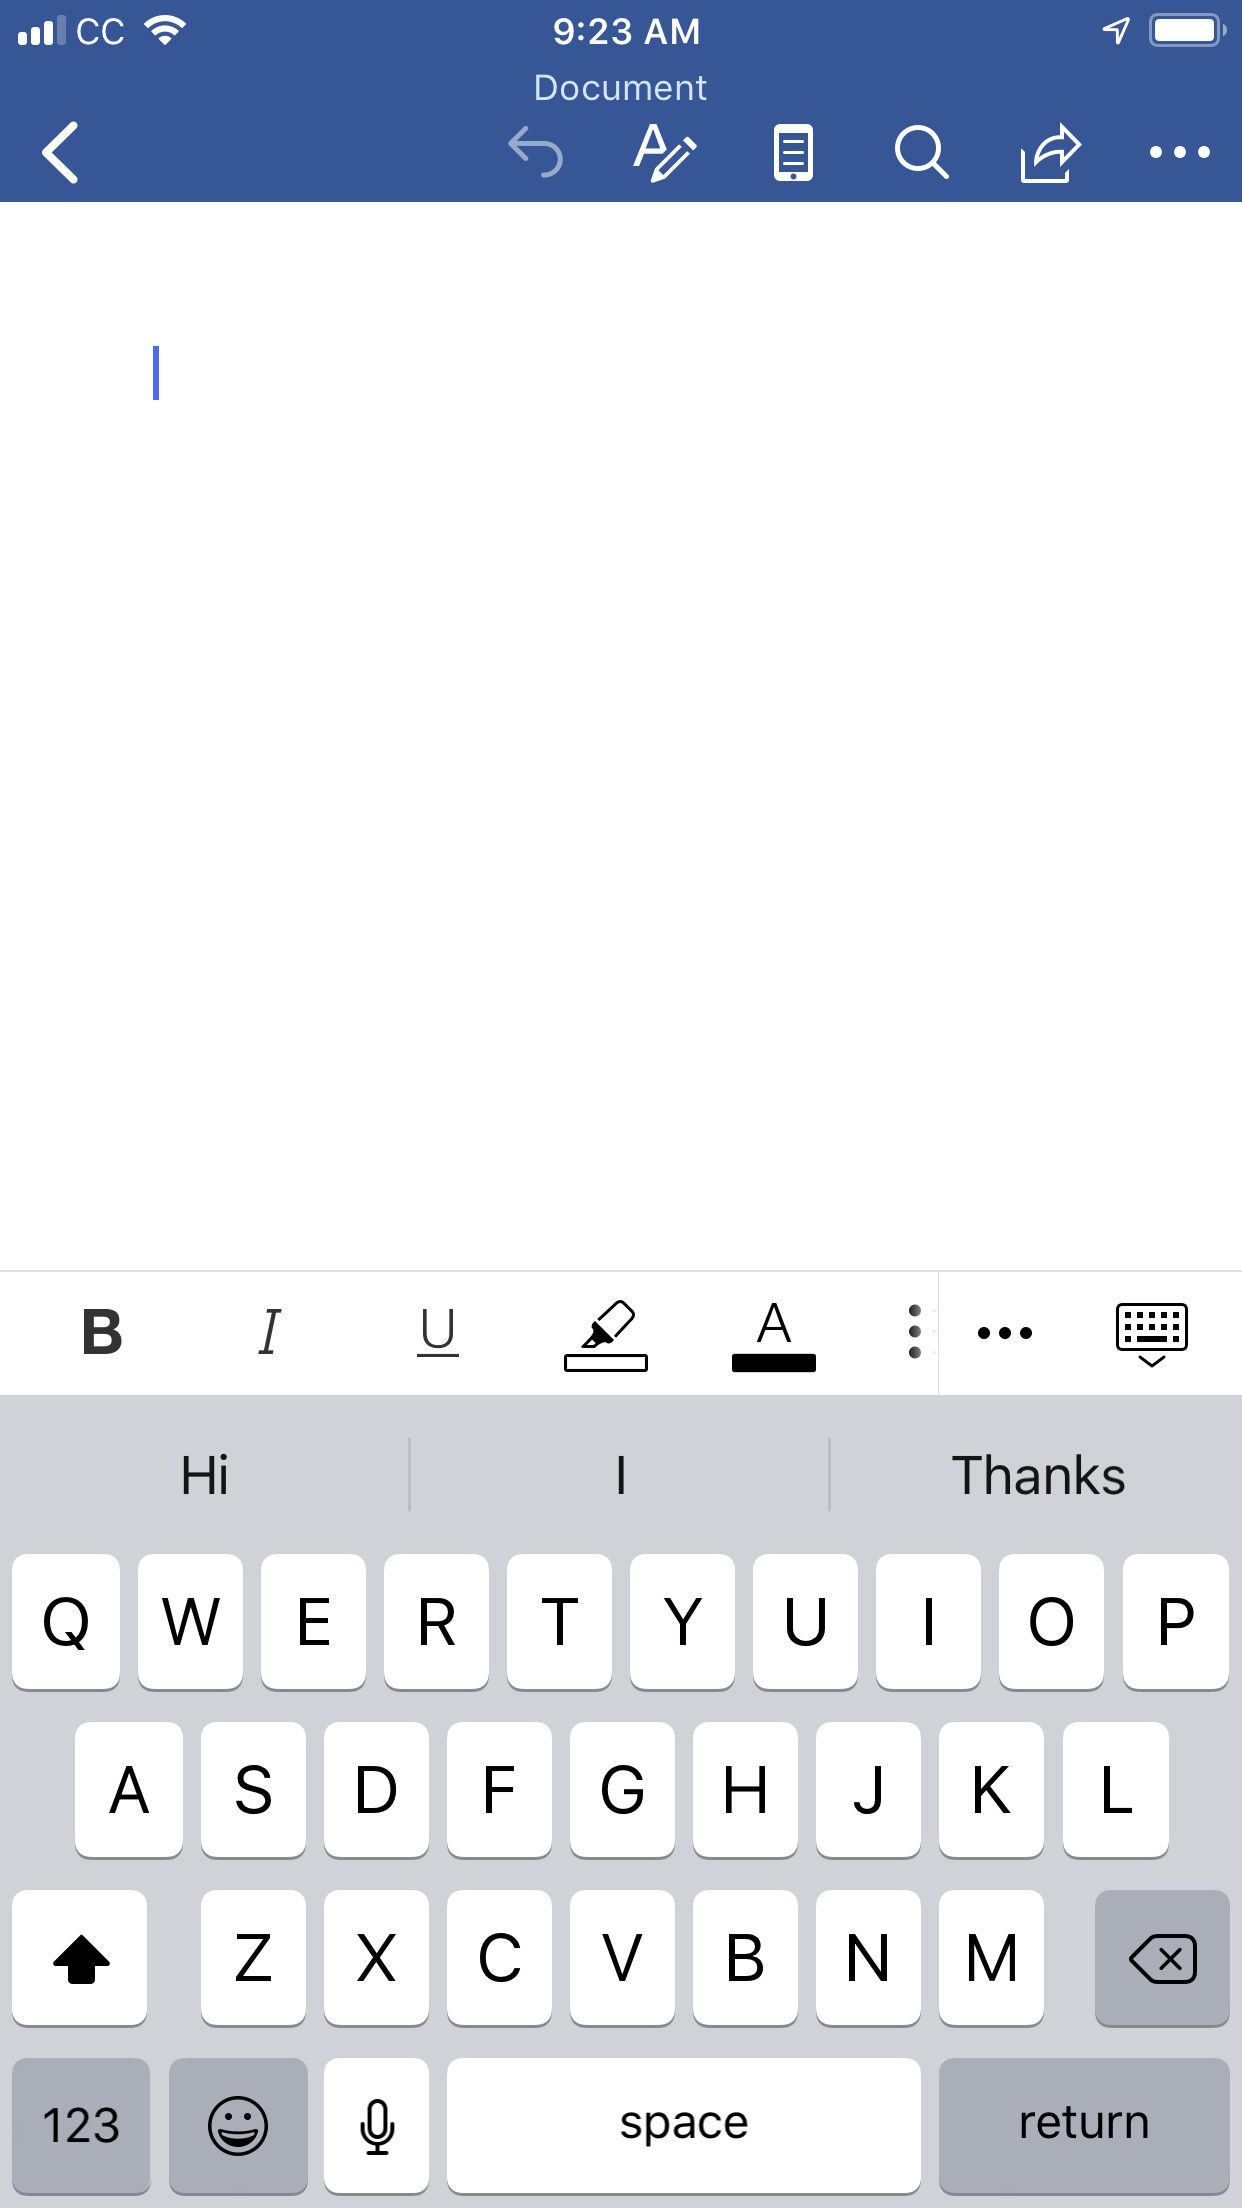 CC 9:23 AM
Document
B I U A
Hi I Thanks
Q W E R T Y U I O P
A S D F G H J K L
Z X C V B N M
123 space return